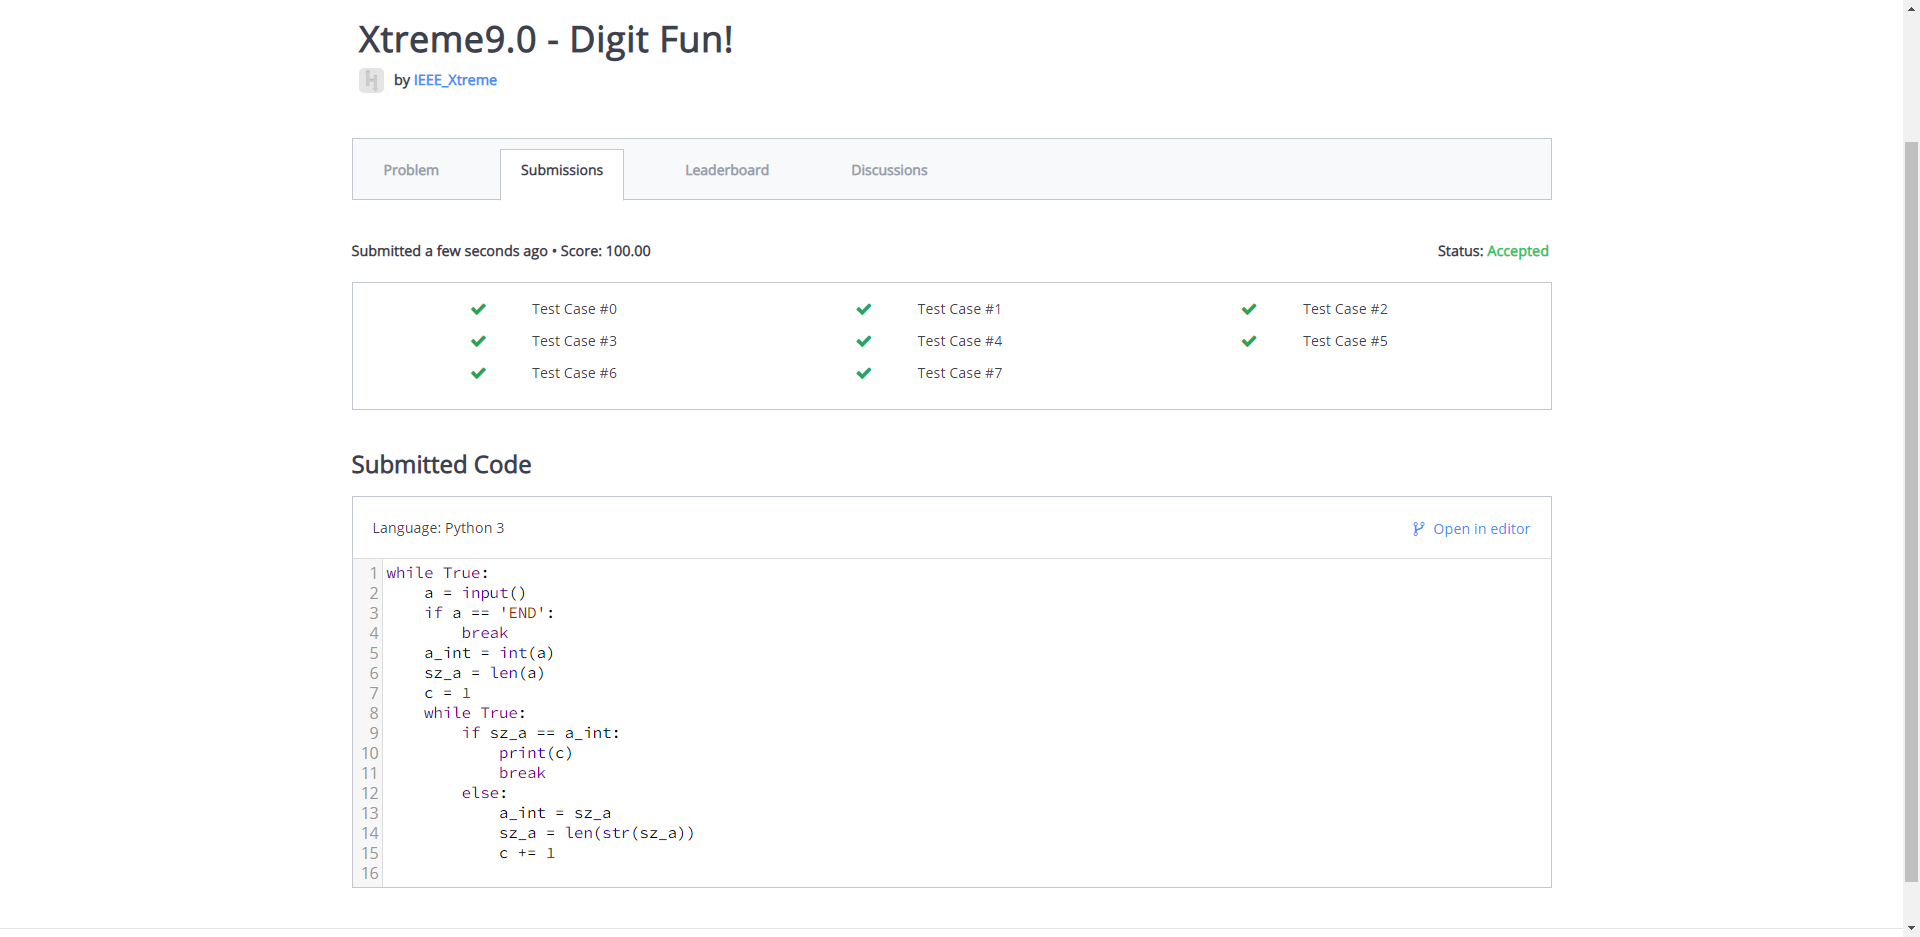 Xtreme9.0 - Digit Fun!
by IEEE_Xtreme
Problem Submissions Leaderboard Discussions
Submitted a few seconds ago • Score: 100.00 Status: Accepted
Test Case #0 Test Case #1 Test Case #2
Test Case #3 Test Case #4 Test Case #5
Test Case #6 Test Case #7
Submitted Code
Language: Python 3 Open in editor
1 while True:
2     a = input()
3     if a == 'END':
4         break
5     a_int = int(a)
6     sz_a = len(a)
7     c = 1
8     while True:
9         if sz_a == a_int:
10             print(c)
11             break
12         else:
13             a_int = sz_a
14             sz_a = len(str(sz_a))
15             c += 1
16